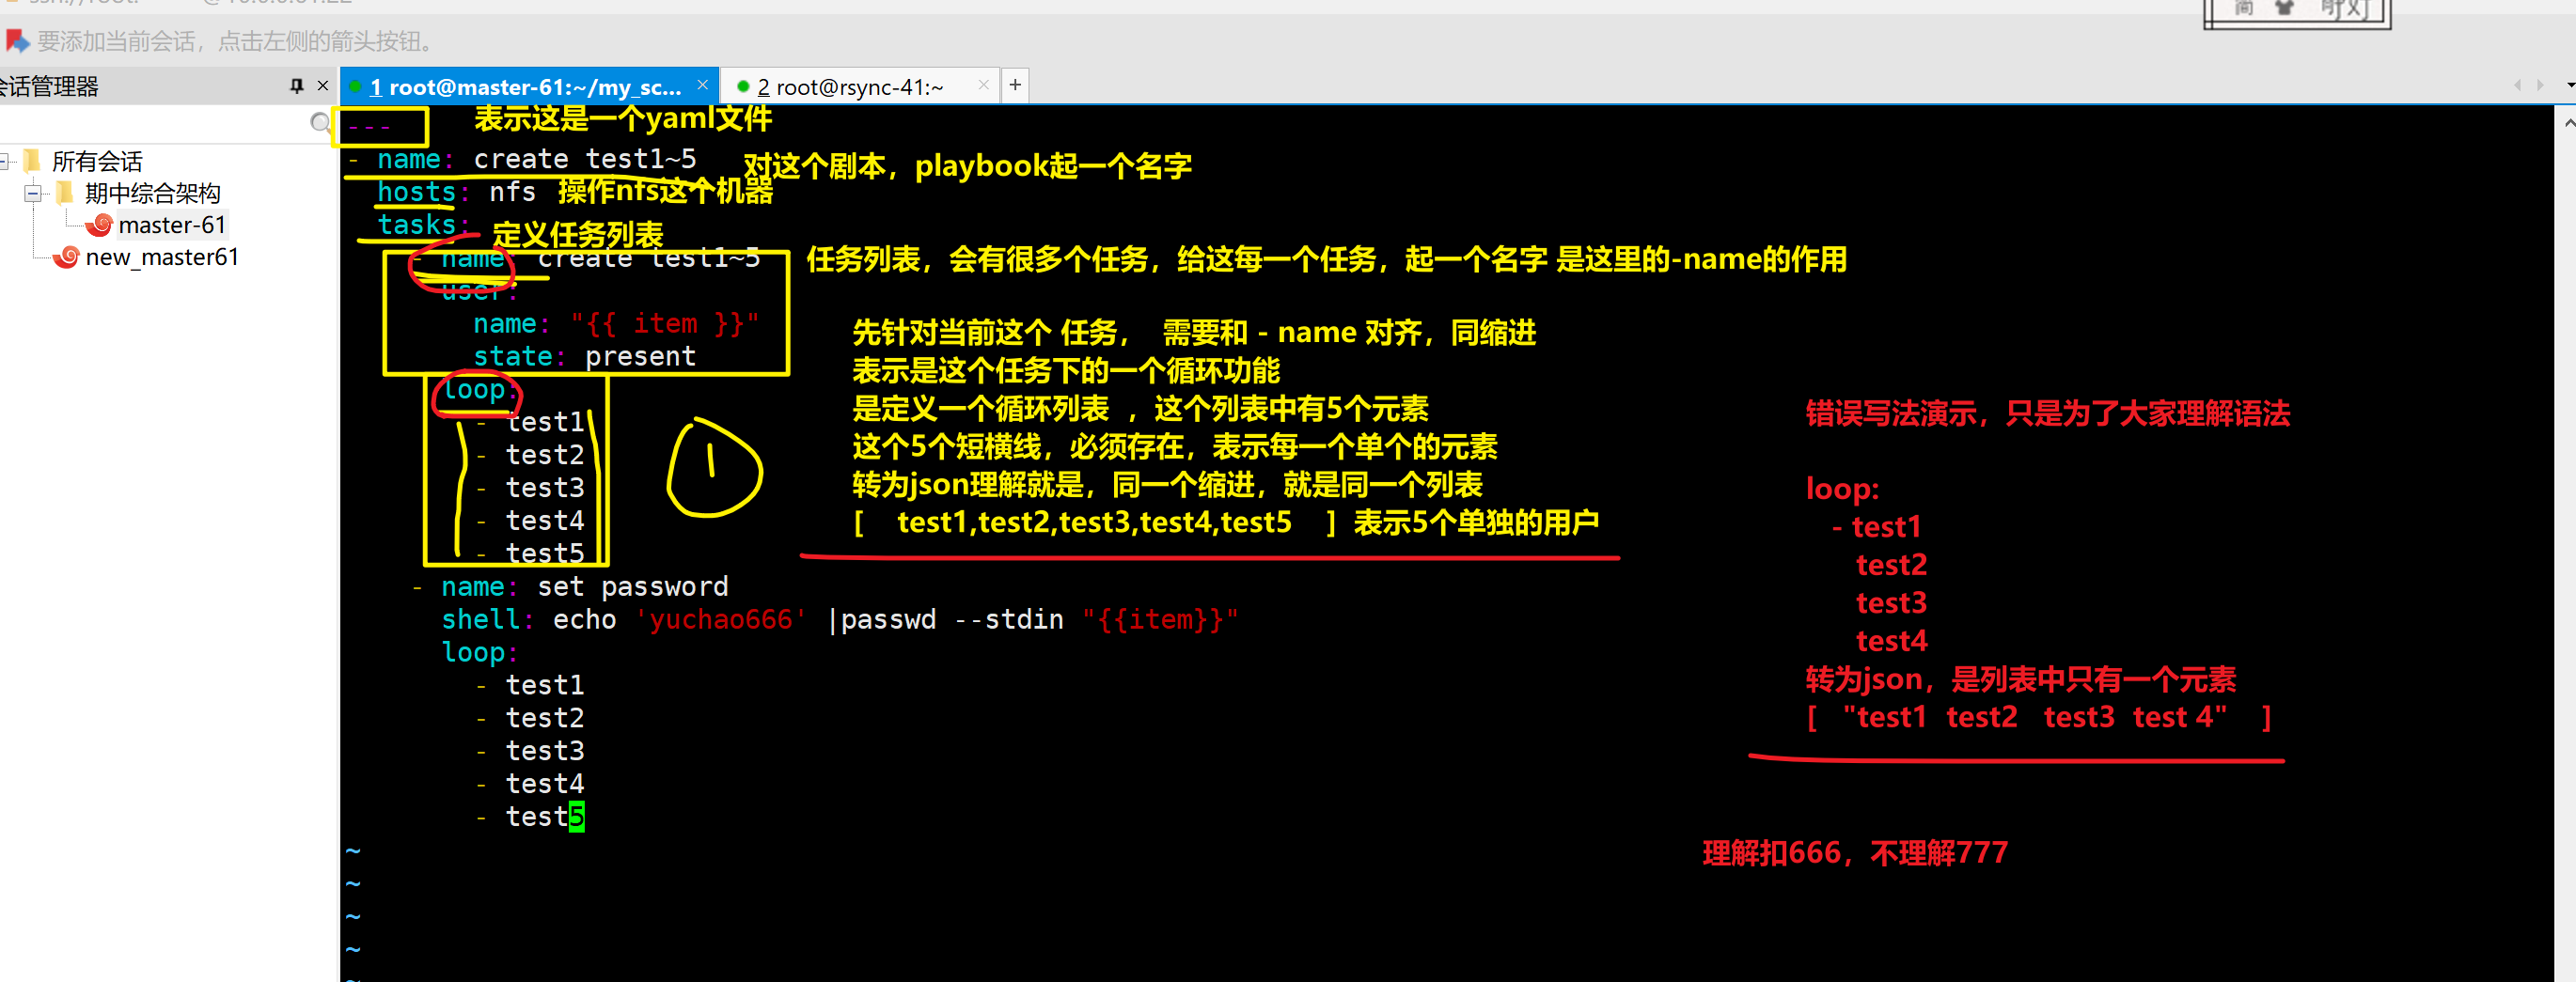 要添加当前会话，点击左侧的箭头按钮。
会话管理器
1 root@master-61:~/my_sc...
2 root@rsync-41:~
所有会话
期中综合架构
master-61
new_master61
--- 表示这是一个yaml文件
- name: create test1~5 对这个剧本，playbook起一个名字
hosts: nfs 操作nfs这个机器
tasks:
定义任务列表
- name create test1~5 任务列表，会有很多个任务，给这每一个任务，起一个名字 是这里的-name的作用
user:
name: "{{ item }}"
state: present
loop:
- test1
- test2
- test3
- test4
- test5
先针对当前这个 任务， 需要和 - name 对齐，同缩进
表示是这个任务下的一个循环功能
是定义一个循环列表 ，这个列表中有5个元素
这个5个短横线，必须存在，表示每一个单个的元素
转为json理解就是，同一个缩进，就是同一个列表
[ test1,test2,test3,test4,test5 ] 表示5个单独的用户
1
错误写法演示，只是为了大家理解语法
loop:
- test1
test2
test3
test4
转为json，是列表中只有一个元素
[ "test1 test2 test3 test 4" ]
- name: set password
shell: echo 'yuchao666' |passwd --stdin "{{item}}"
loop:
- test1
- test2
- test3
- test4
- test5
理解扣666，不理解777
~
~
~
~
~